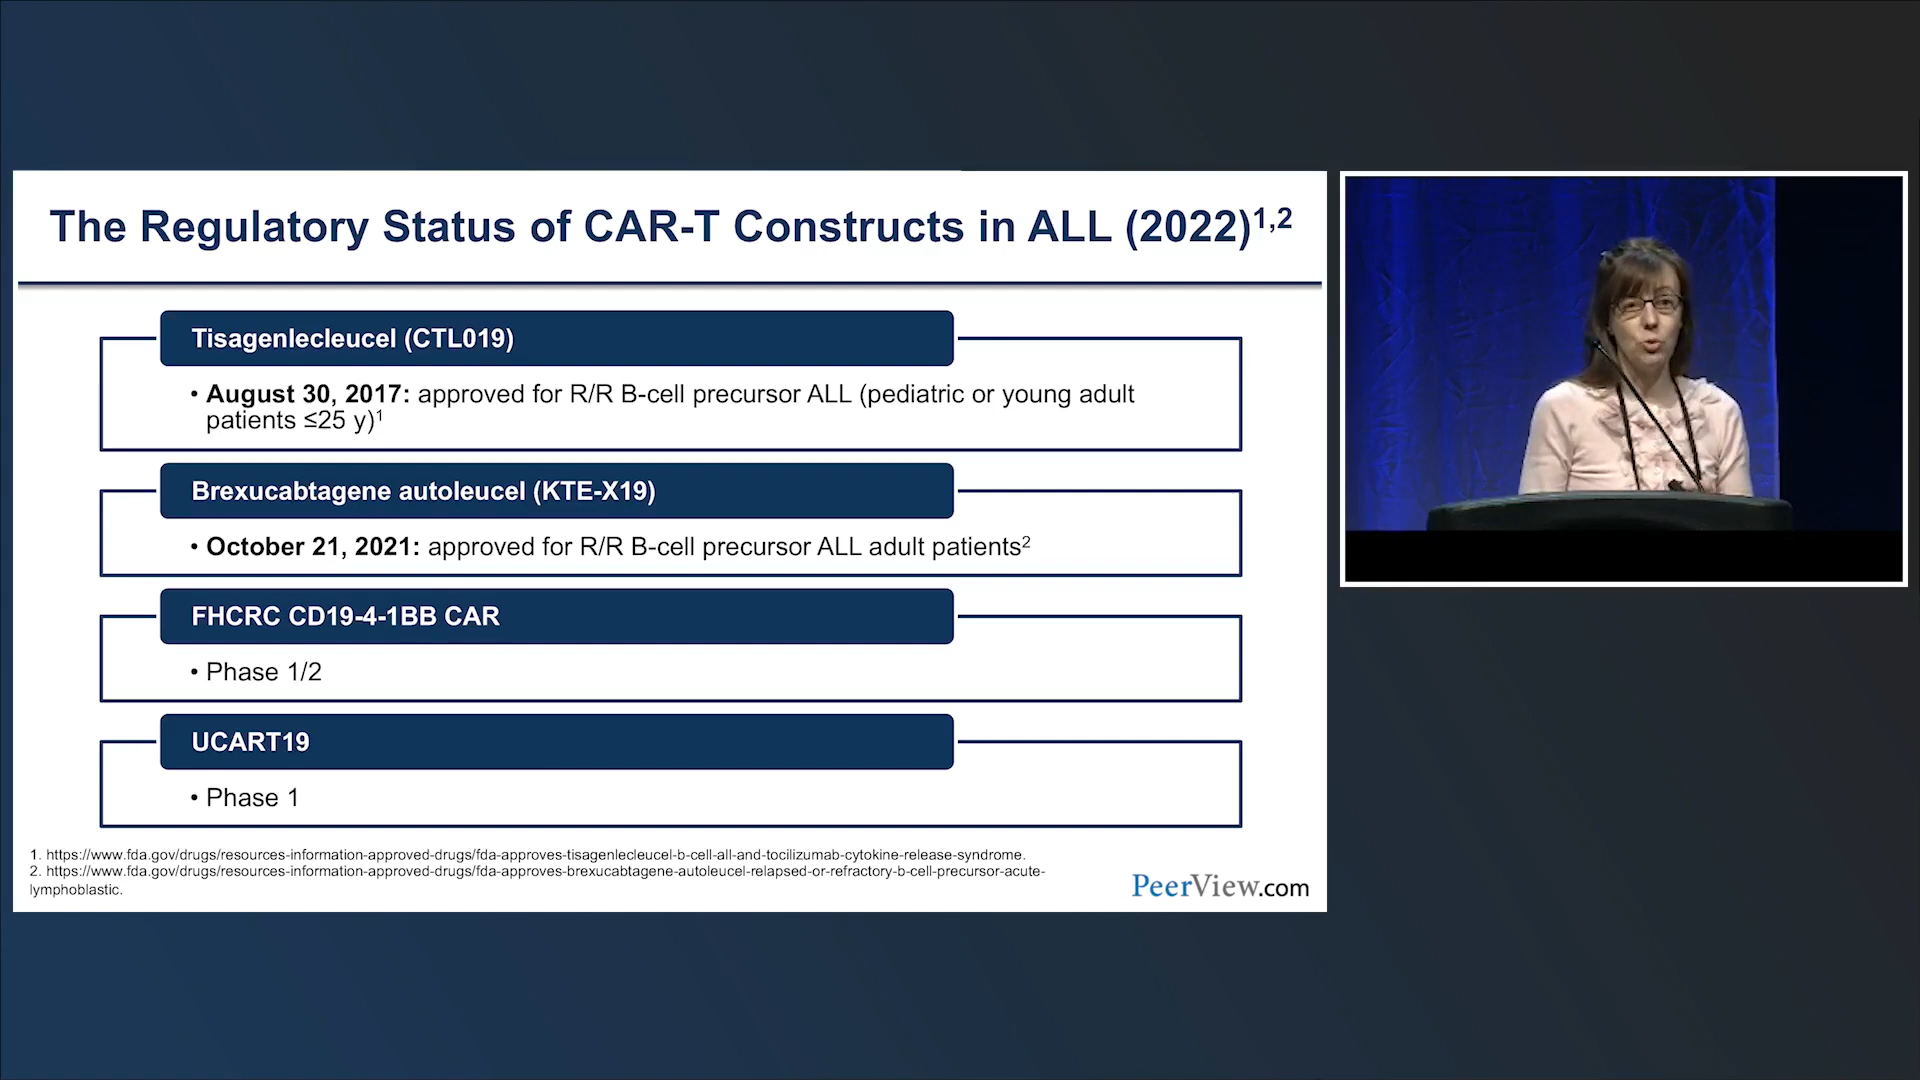 The Regulatory Status of CAR-T Constructs in ALL (2022)1,2
Tisagenlecleucel (CTL019)
• August 30, 2017: approved for R/R B-cell precursor ALL (pediatric or young adult
patients ≤25 y)1
Brexucabtagene autoleucel (KTE-X19)
• October 21, 2021: approved for R/R B-cell precursor ALL adult patients2
FHCRC CD19-4-1BB CAR
• Phase 1/2
UCART19
• Phase 1
1. https://www.fda.gov/drugs/resources-information-approved-drugs/fda-approves-tisagenlecleucel-b-cell-all-and-tocilizumab-cytokine-release-syndrome.
2. https://www.fda.gov/drugs/resources-information-approved-drugs/fda-approves-brexucabtagene-autoleucel-relapsed-or-refractory-b-cell-precursor-acute-
lymphoblastic.
PeerView.com